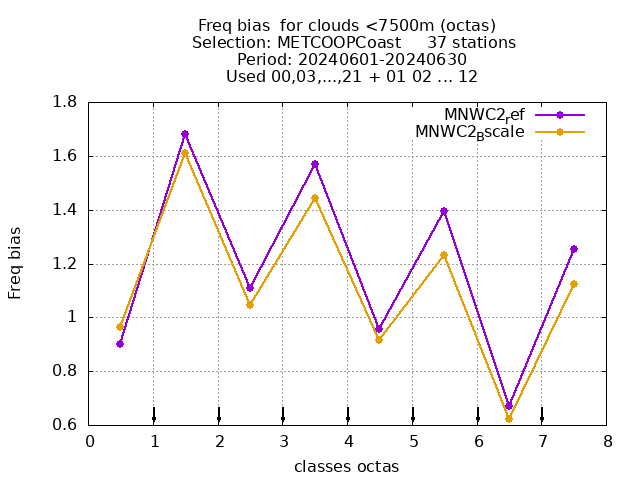 Freq bias  for clouds <7500m (octas)
Selection: METCOOPCoast     37 stations
Period: 20240601-20240630
Used 00,03,...,21 + 01 02 ... 12
MNWC2ref
MNWC2Bscale
1.8
1.6
1.4
1.2
1
0.8
0.6
Freq bias
0 1 2 3 4 5 6 7 8
classes octas